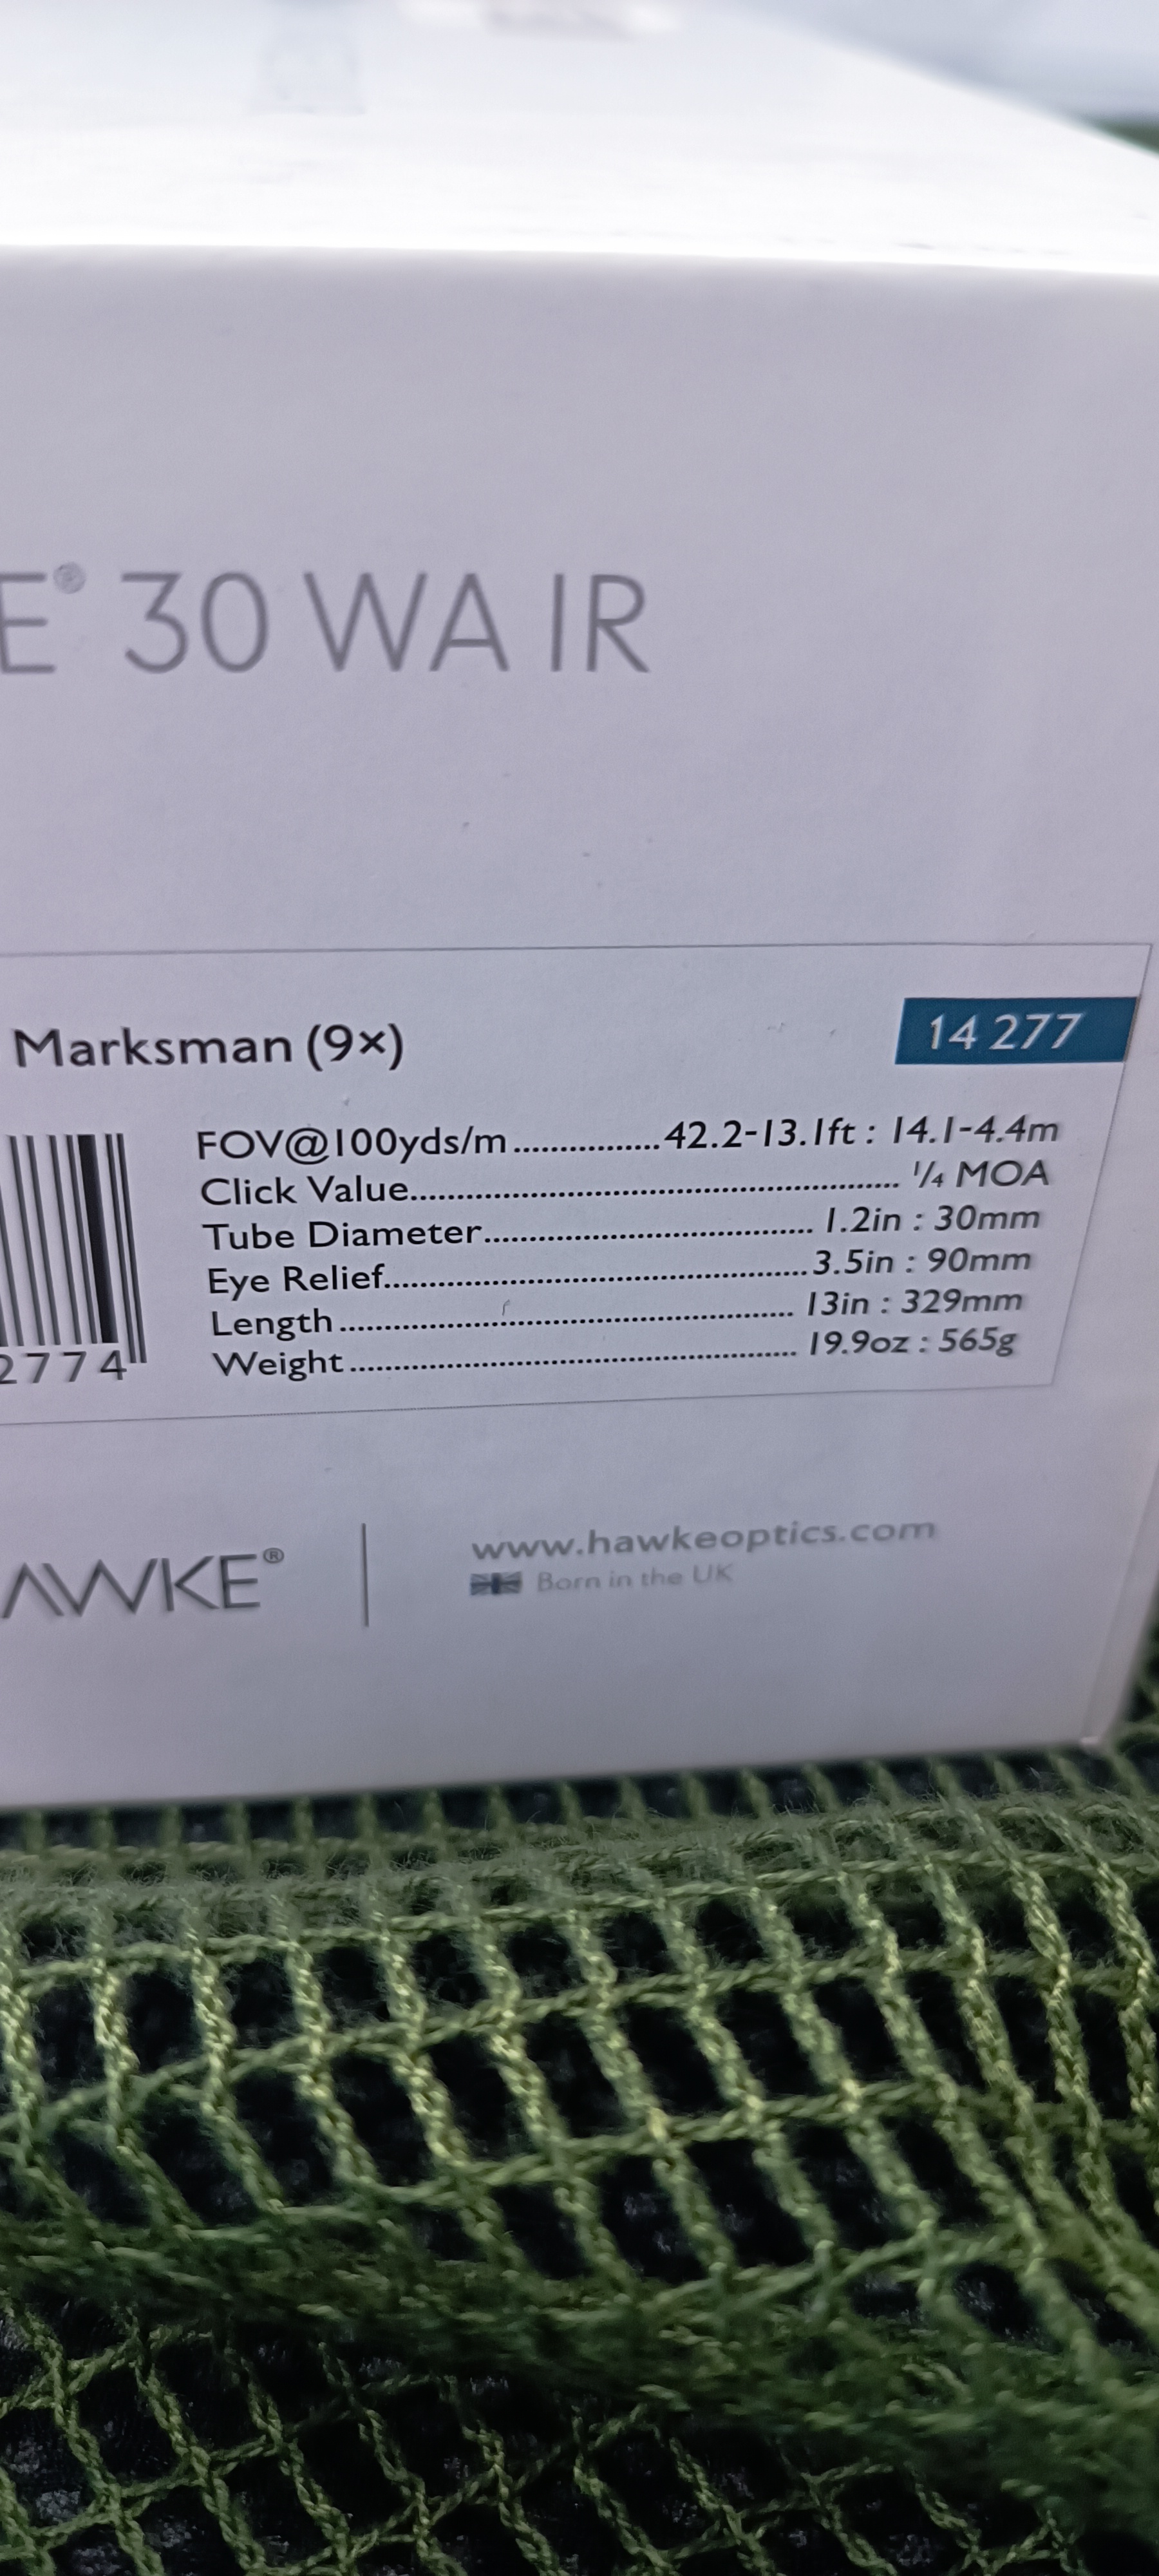 E® 30 WA IR
Marksman (9×)
14 277
FOV@100yds/m...............42.2-13.1ft : 14.1-4.4m
Click Value.................................................... ¼ MOA
Tube Diameter................................... 1.2in : 30mm
Eye Relief.............................................3.5in : 90mm
Length................................................ 13in : 329mm
Weight............................................... 19.9oz : 565g
2774
AWKE®
www.hawkeoptics.com
Born in the UK